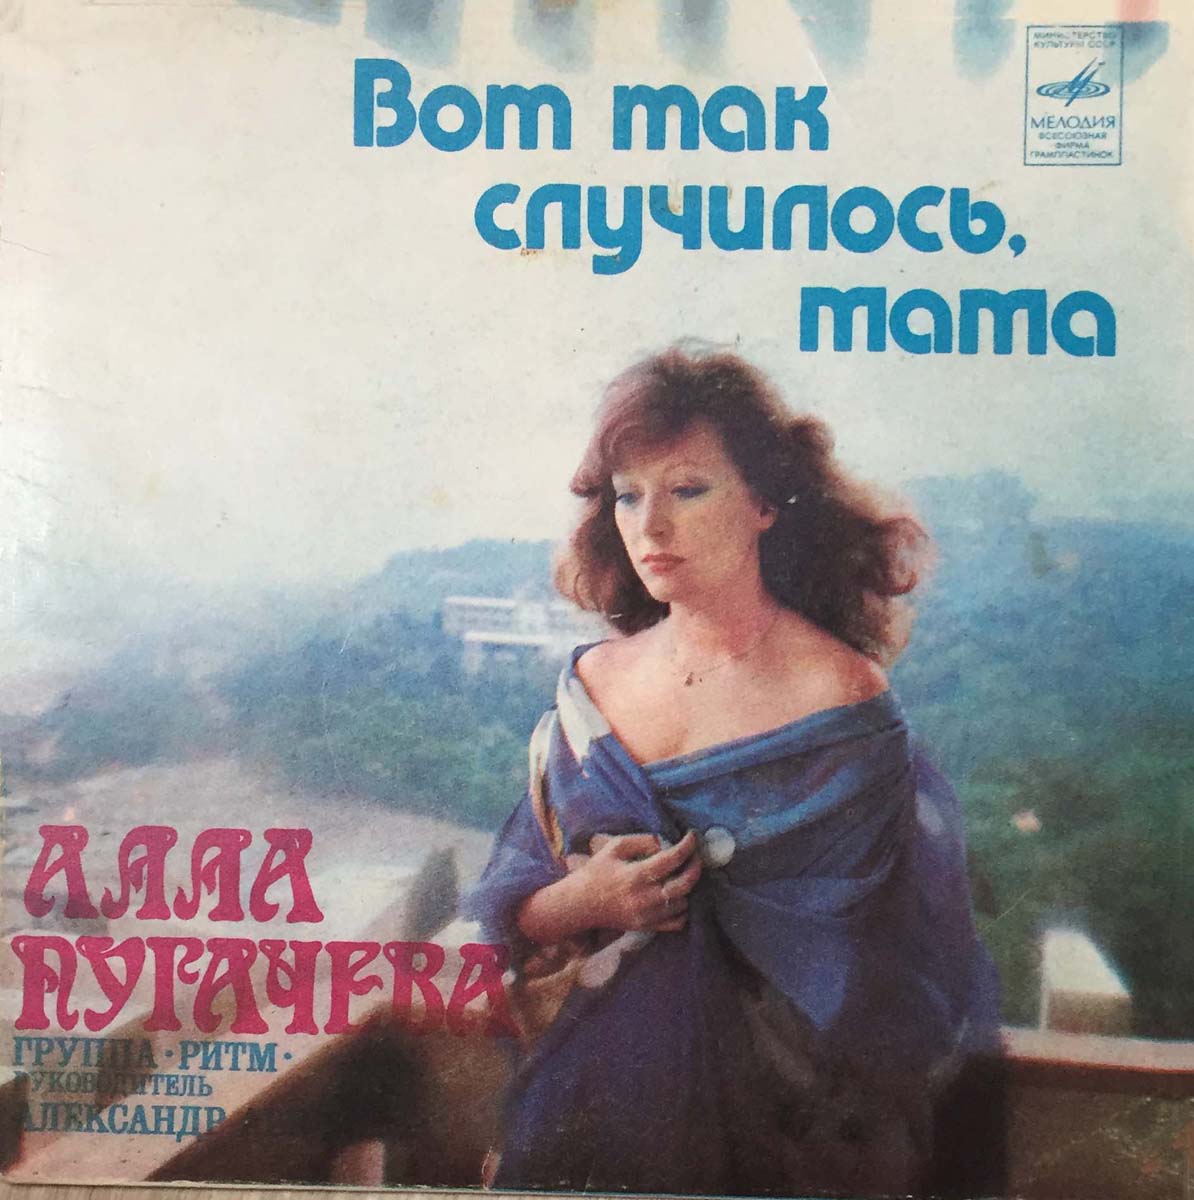 Вот так
случилось,
мама
МИНИСТЕРСТВО
КУЛЬТУРЫ СССР
МЕЛОДИЯ
ВСЕСОЮЗНАЯ
ФИРМА
ГРАМПЛАСТИНОК
АЛЛА
ПУГАЧЕВА
ГРУППА · РИТМ ·
РУКОВОДИТЕЛЬ
АЛЕКСАНДР